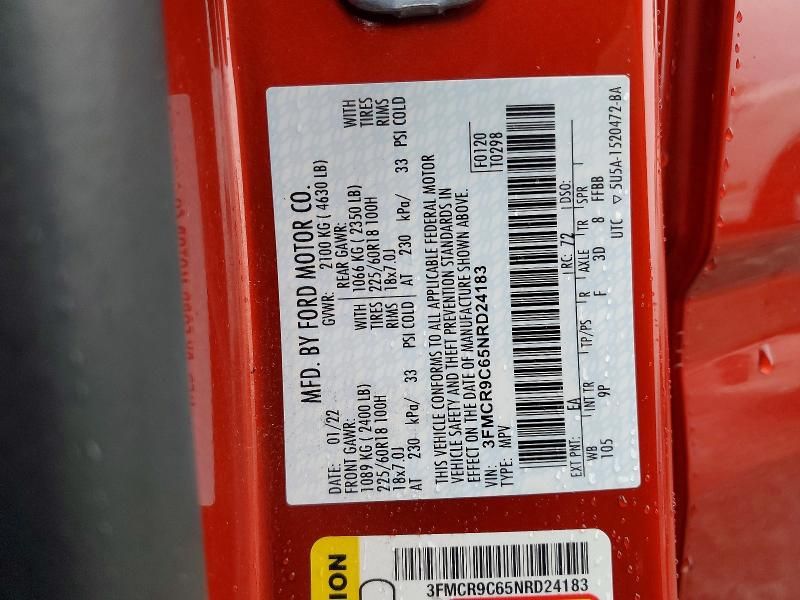 MFD. BY FORD MOTOR CO.
DATE: 01/22 GVWR: 2100 KG ( 4630 LB)
FRONT GAWR: REAR GAWR:
1089 KG ( 2400 LB) WITH 1066 KG ( 2350 LB) WITH
225/60R18 100H TIRES 225/60R18 100H TIRES
18x7.0J RIMS 18x7.0J RIMS
AT 230 kPa/ 33 PSI COLD AT 230 kPa/ 33 PSI COLD
THIS VEHICLE CONFORMS TO ALL APPLICABLE FEDERAL MOTOR
VEHICLE SAFETY AND THEFT PREVENTION STANDARDS IN
EFFECT ON THE DATE OF MANUFACTURE SHOWN ABOVE.
VIN: 3FMCR9C65NRD24183
TYPE: MPV
F0120
T0298
EXT PNT: EA RC: 72 DSO:
WB INT TR TP/PS R AXLE TR SPR
105 9P F 3D 8 FFBB
UTC ▽ 5U5A-1520472-BA
ION
3FMCR9C65NRD24183